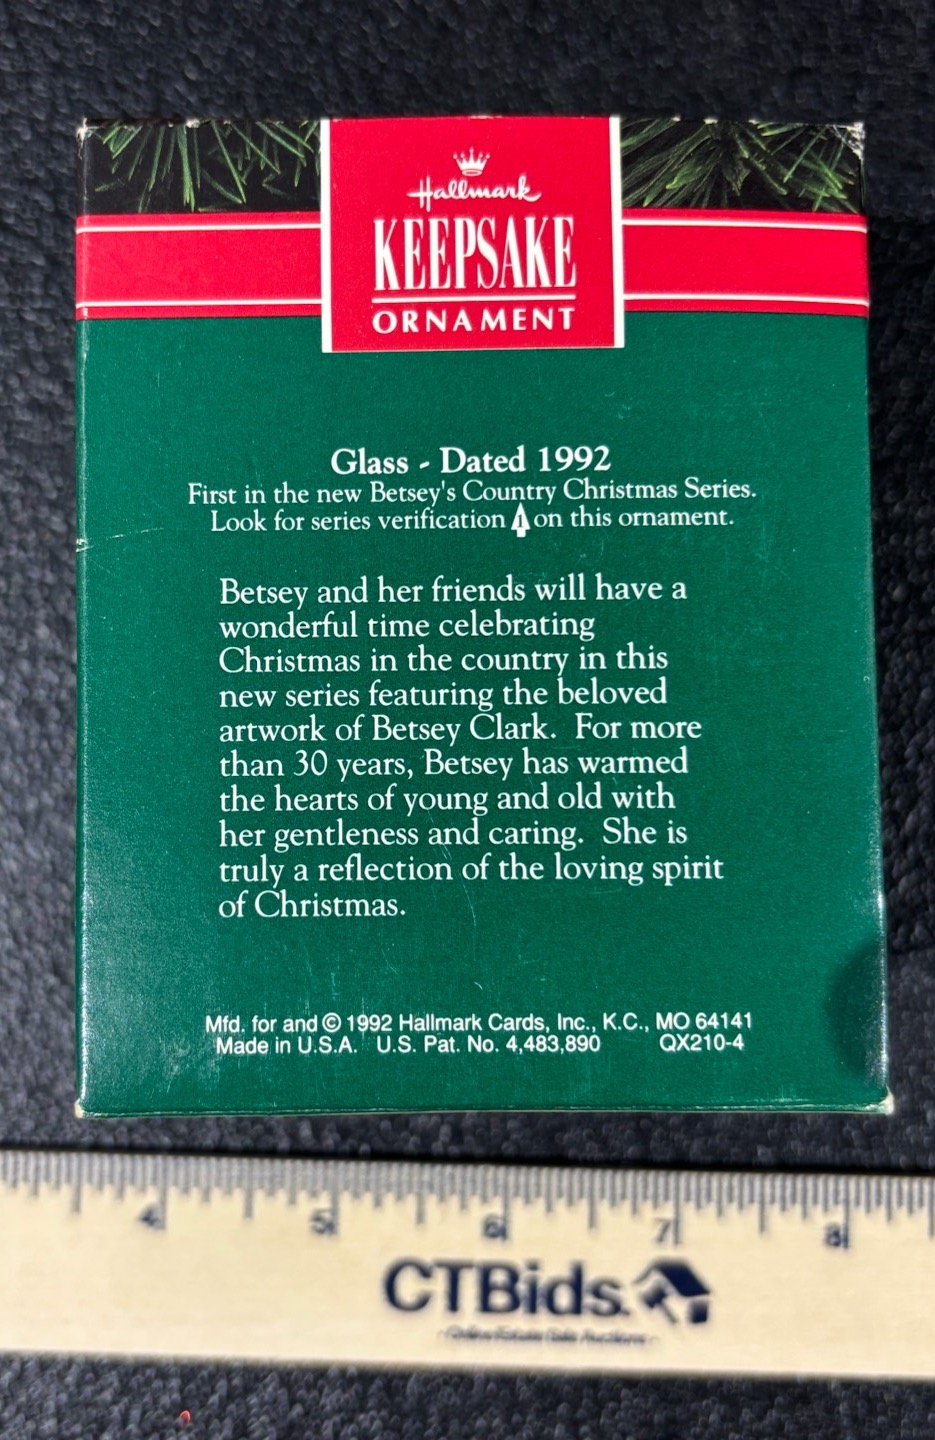 Hallmark
KEEPSAKE
ORNAMENT
Glass - Dated 1992
First in the new Betsey's Country Christmas Series.
Look for series verification 1 on this ornament.
Betsey and her friends will have a
wonderful time celebrating
Christmas in the country in this
new series featuring the beloved
artwork of Betsey Clark. For more
than 30 years, Betsey has warmed
the hearts of young and old with
her gentleness and caring. She is
truly a reflection of the loving spirit
of Christmas.
Mfd. for and © 1992 Hallmark Cards, Inc., K.C., MO 64141
Made in U.S.A. U.S. Pat. No. 4,483,890 QX210-4
4 5 6 7 8
CTBids.
- Online Estate Sale Auctions -